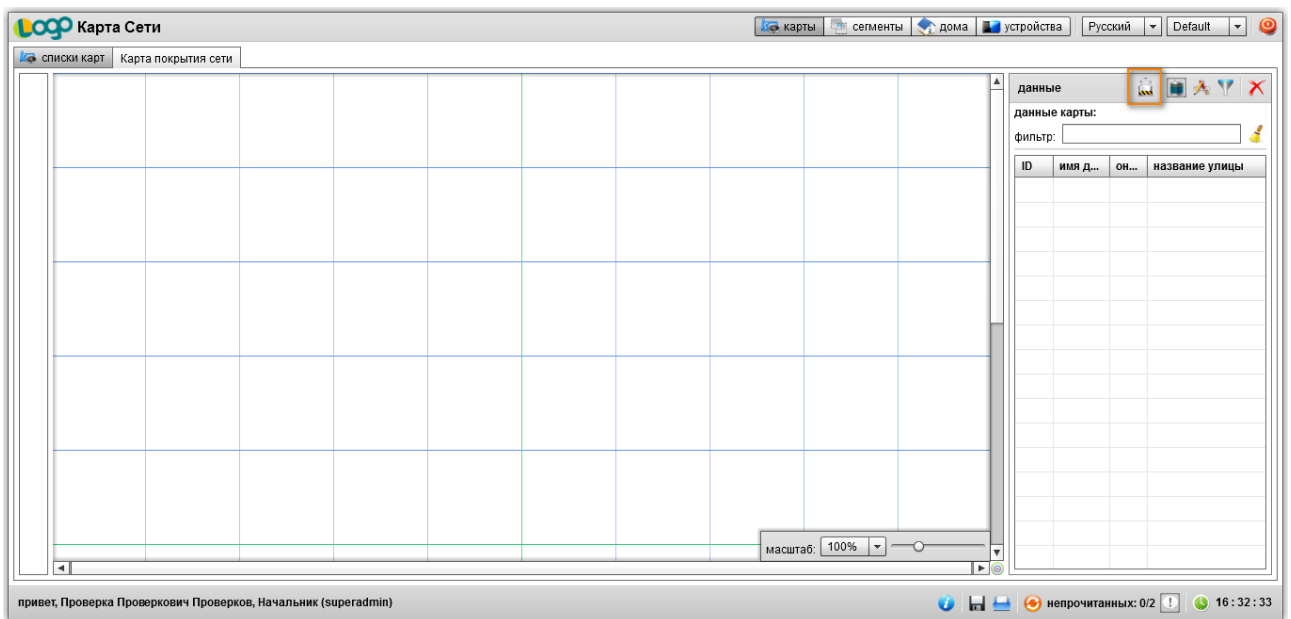 Logo Карта Сети
карты сегменты дома устройства Русский Default
списки карт Карта покрытия сети
данные
данные карты:
фильтр:
ID имя д... он... название улицы
масштаб: 100%
привет, Проверка Проверкович Проверков, Начальник (superadmin)
непрочитанных: 0/2 ! 16 : 32 : 33